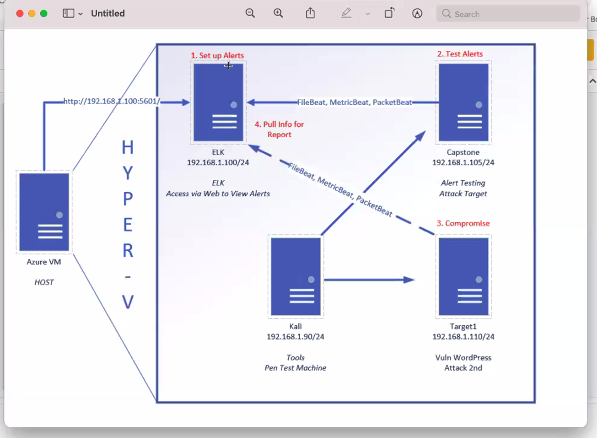 Untitled
Search
1. Set up Alerts
2. Test Alerts
http://192.168.1.100:5601/
FileBeat, MetricBeat, PacketBeat
4. Pull Info for
Report
ELK
192.168.1.100/24
ELK
Access via Web to View Alerts
Capstone
192.168.1.105/24
Alert Testing
Attack Target
FileBeat, MetricBeat, PacketBeat
HYPER-V
3. Compromise
Azure VM
HOST
Kali
192.168.1.90/24
Tools
Pen Test Machine
Target1
192.168.1.110/24
Vuln WordPress
Attack 2nd